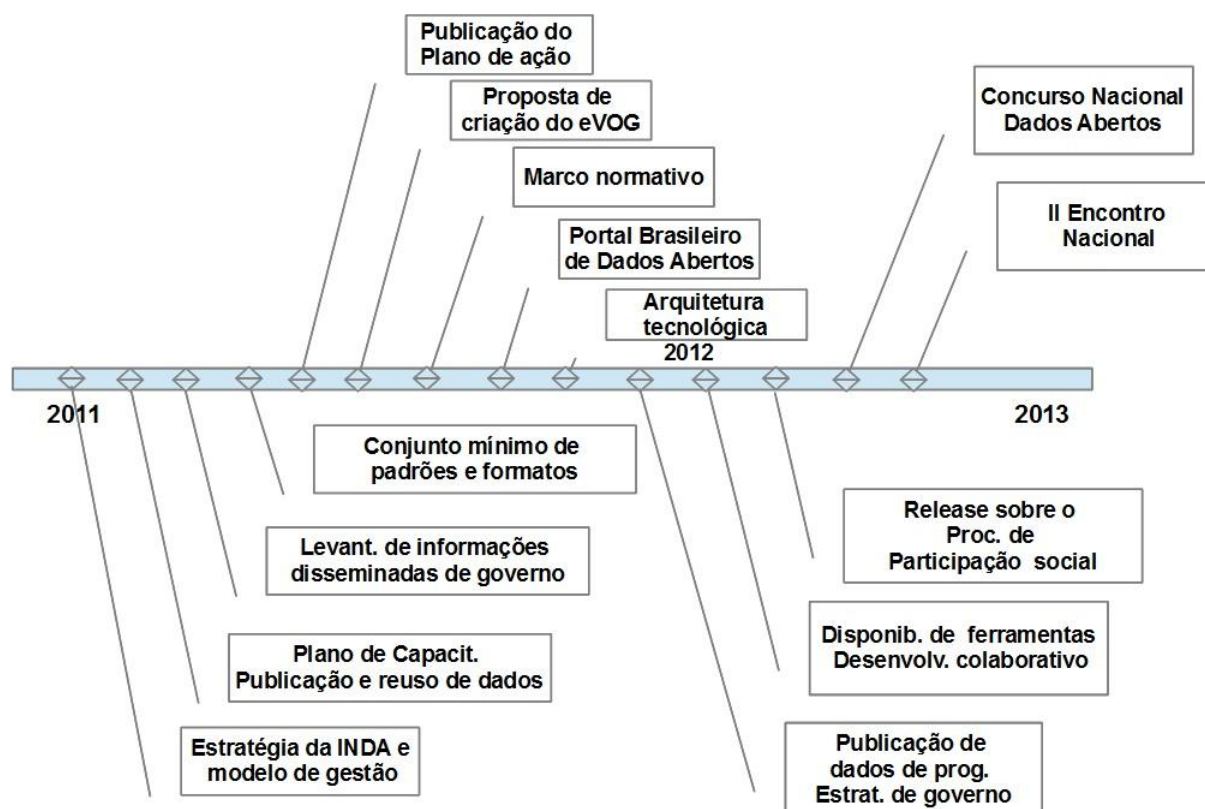 Publicação do
Plano de ação
Proposta de
criação do eVOG
Marco normativo
Portal Brasileiro
de Dados Abertos
Arquitetura
tecnológica
Concurso Nacional
Dados Abertos
II Encontro
Nacional
2012
2011
2013
Conjunto mínimo de
padrões e formatos
Levant. de informações
disseminadas de governo
Plano de Capacit.
Publicação e reuso de dados
Estratégia da INDA e
modelo de gestão
Release sobre o
Proc. de
Participação social
Disponib. de ferramentas
Desenvolv. colaborativo
Publicação de
dados de prog.
Estrat. de governo